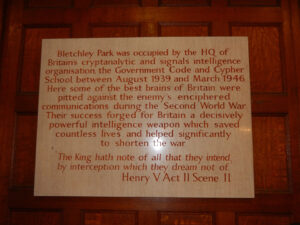 Bletchley Park was occupied by the HQ of
Britains cryptanalytic and signals intelligence
organisation the Government Code and Cypher
School between August 1939 and March 1946
Here some of the best brains of Britain were
pitted against the enemy's enciphered
communications during the Second World War
Their success forged for Britain a decisively
powerful intelligence weapon which saved
countless lives and helped significantly
to shorten the war
'The King hath note of all that they intend,
by interception which they dream not of.'
Henry V Act II Scene II